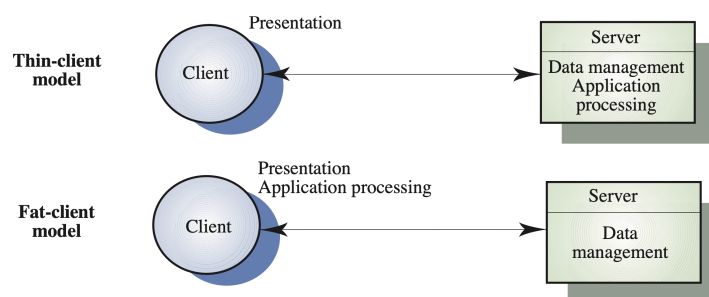 Thin-client
model
Presentation
Client
Server
Data management
Application
processing
Fat-client
model
Presentation
Application processing
Client
Server
Data
management